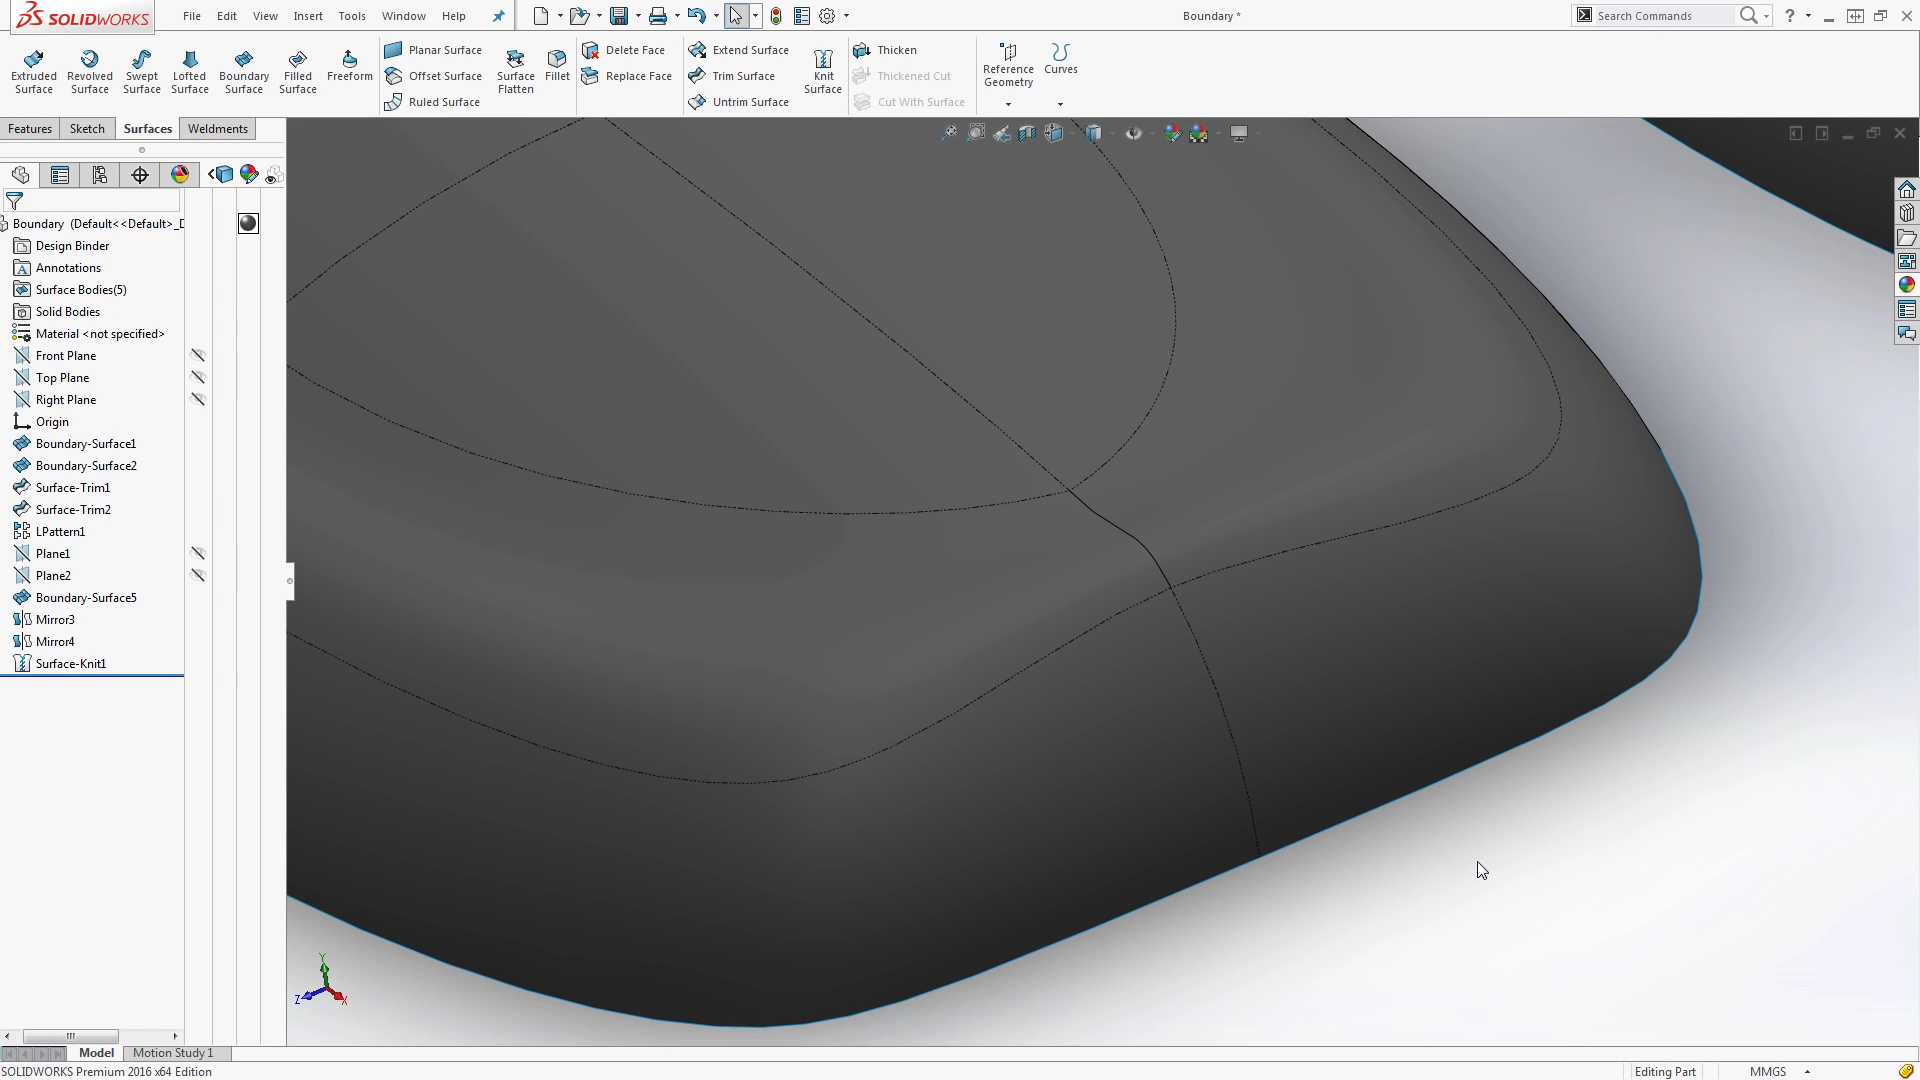 SOLIDWORKS
File Edit View Insert Tools Window Help
Boundary *
Search Commands
Extruded Surface
Revolved Surface
Swept Surface
Lofted Surface
Boundary Surface
Filled Surface
Freeform
Planar Surface
Offset Surface
Ruled Surface
Surface Flatten
Fillet
Delete Face
Replace Face
Extend Surface
Trim Surface
Untrim Surface
Knit Surface
Thicken
Thickened Cut
Cut With Surface
Reference Geometry
Curves
Features Sketch Surfaces Weldments
Boundary (Default<<Default>_D
Design Binder
Annotations
Surface Bodies(5)
Solid Bodies
Material <not specified>
Front Plane
Top Plane
Right Plane
Origin
Boundary-Surface1
Boundary-Surface2
Surface-Trim1
Surface-Trim2
LPattern1
Plane1
Plane2
Boundary-Surface5
Mirror3
Mirror4
Surface-Knit1
Y
Z
X
Model Motion Study 1
SOLIDWORKS Premium 2016 x64 Edition
Editing Part
MMGS